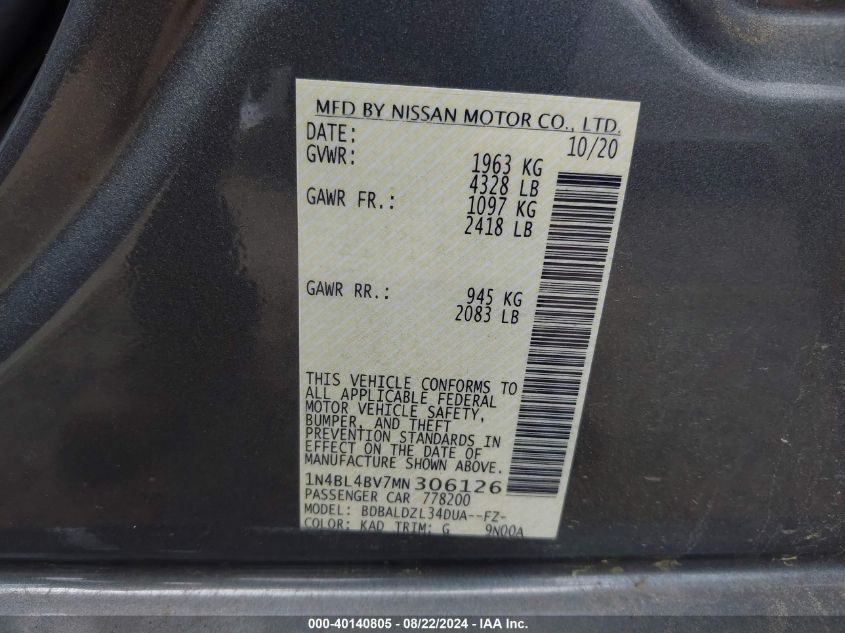 MFD BY NISSAN MOTOR CO., LTD.
DATE: 10/20
GVWR: 1963 KG
4328 LB
GAWR FR.: 1097 KG
2418 LB
GAWR RR.: 945 KG
2083 LB
THIS VEHICLE CONFORMS TO
ALL APPLICABLE FEDERAL
MOTOR VEHICLE SAFETY,
BUMPER, AND THEFT
PREVENTION STANDARDS IN
EFFECT ON THE DATE OF
MANUFACTURE SHOWN ABOVE.
1N4BL4BV7MN306126
PASSENGER CAR 778200
MODEL: BDBALDZL34DUA--FZ-
COLOR: KAD TRIM: G 9N00A
000-40140805 - 08/22/2024 - IAA Inc.